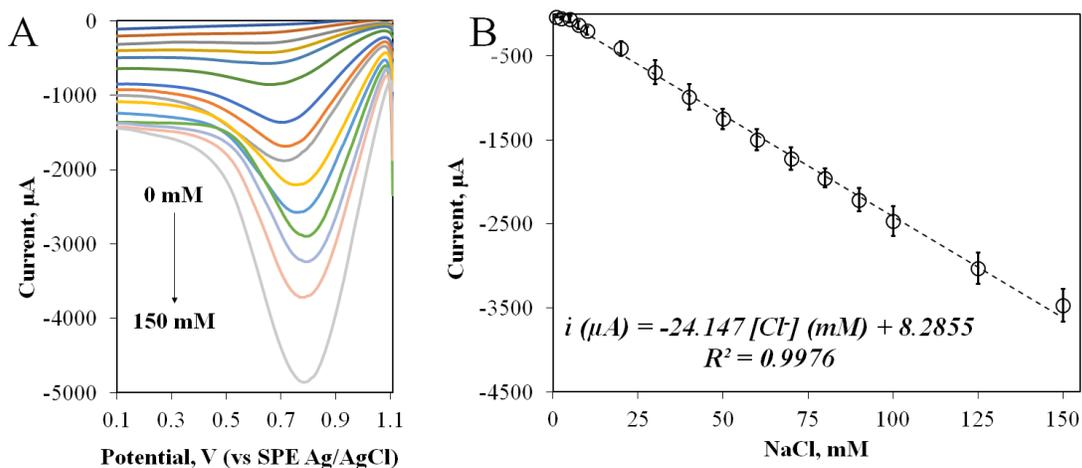 A
0
-1000
-2000
-3000
-4000
-5000
Current, µA
0 mM
150 mM
0.1 0.3 0.5 0.7 0.9 1.1
Potential, V (vs SPE Ag/AgCl)
B
-500
-1500
-2500
-3500
-4500
Current, µA
i (µA) = -24.147 [Cl-] (mM) + 8.2855
R² = 0.9976
0 25 50 75 100 125 150
NaCl, mM